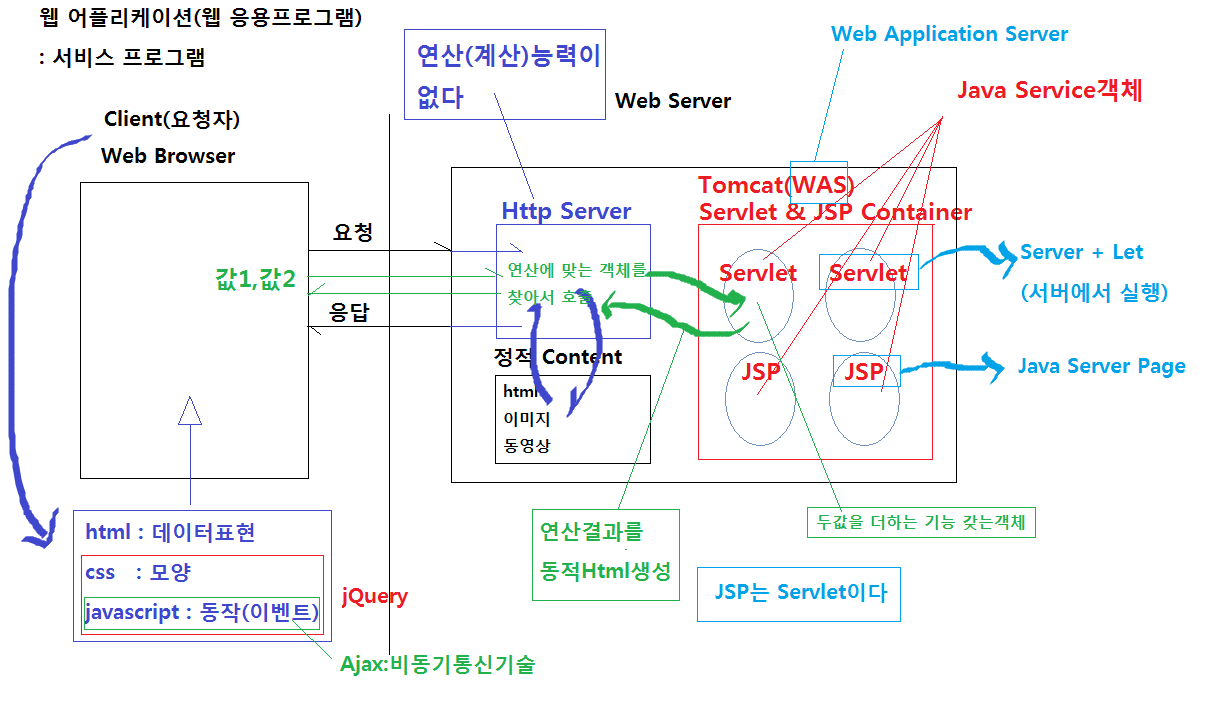 웹 어플리케이션(웹 응용프로그램)
: 서비스 프로그램
Client(요청자)
Web Browser
연산(계산)능력이
없다
Web Server
Web Application Server
Java Service객체
Tomcat(WAS)
Servlet & JSP Container
Http Server
요청
값1,값2
응답
연산에 맞는 객체를
찾아서 호출
정적 Content
html
이미지
동영상
Servlet
Servlet
JSP
JSP
Server + Let
(서버에서 실행)
Java Server Page
html : 데이터표현
css : 모양
javascript : 동작(이벤트)
jQuery
Ajax:비동기통신기술
연산결과를
동적Html생성
두값을 더하는 기능 갖는객체
JSP는 Servlet이다